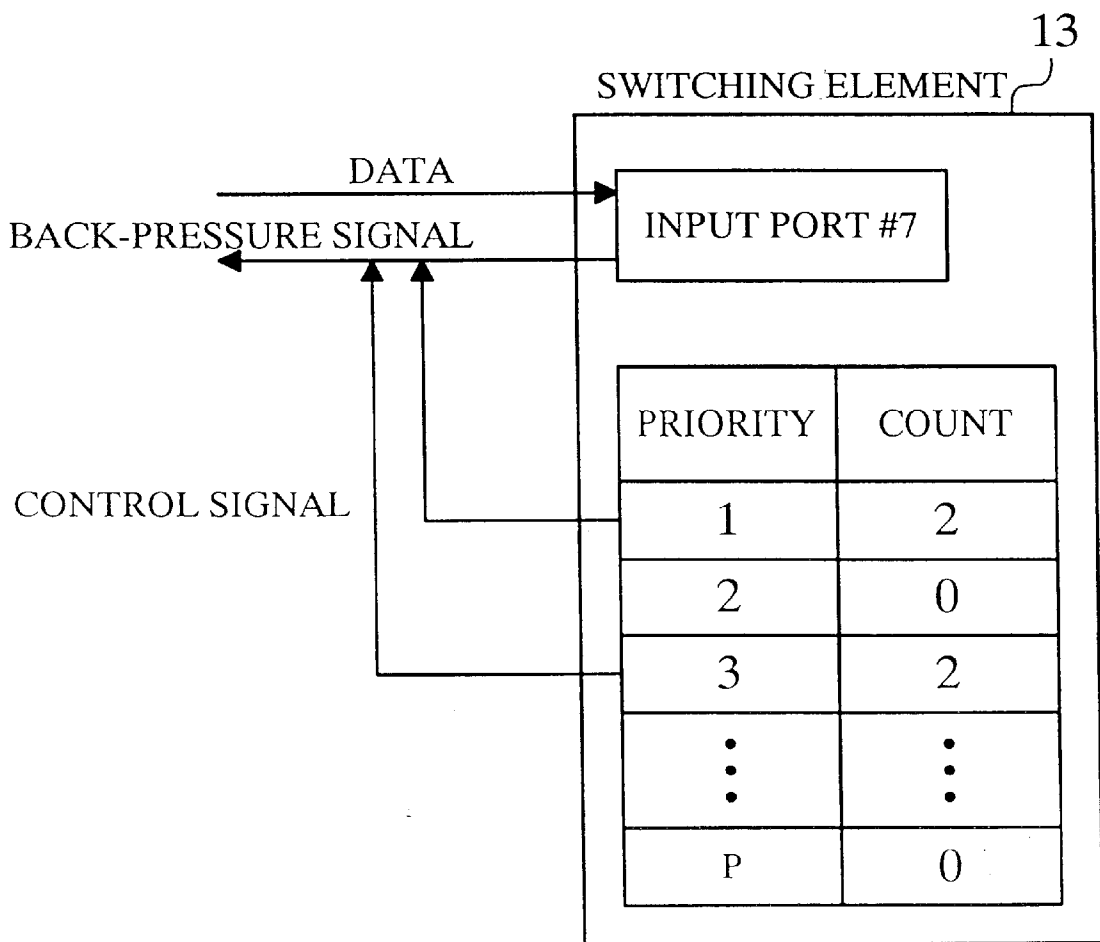 13
SWITCHING ELEMENT
DATA
INPUT PORT #7
BACK-PRESSURE SIGNAL
PRIORITY COUNT
CONTROL SIGNAL
1 2
2 0
3 2
P 0